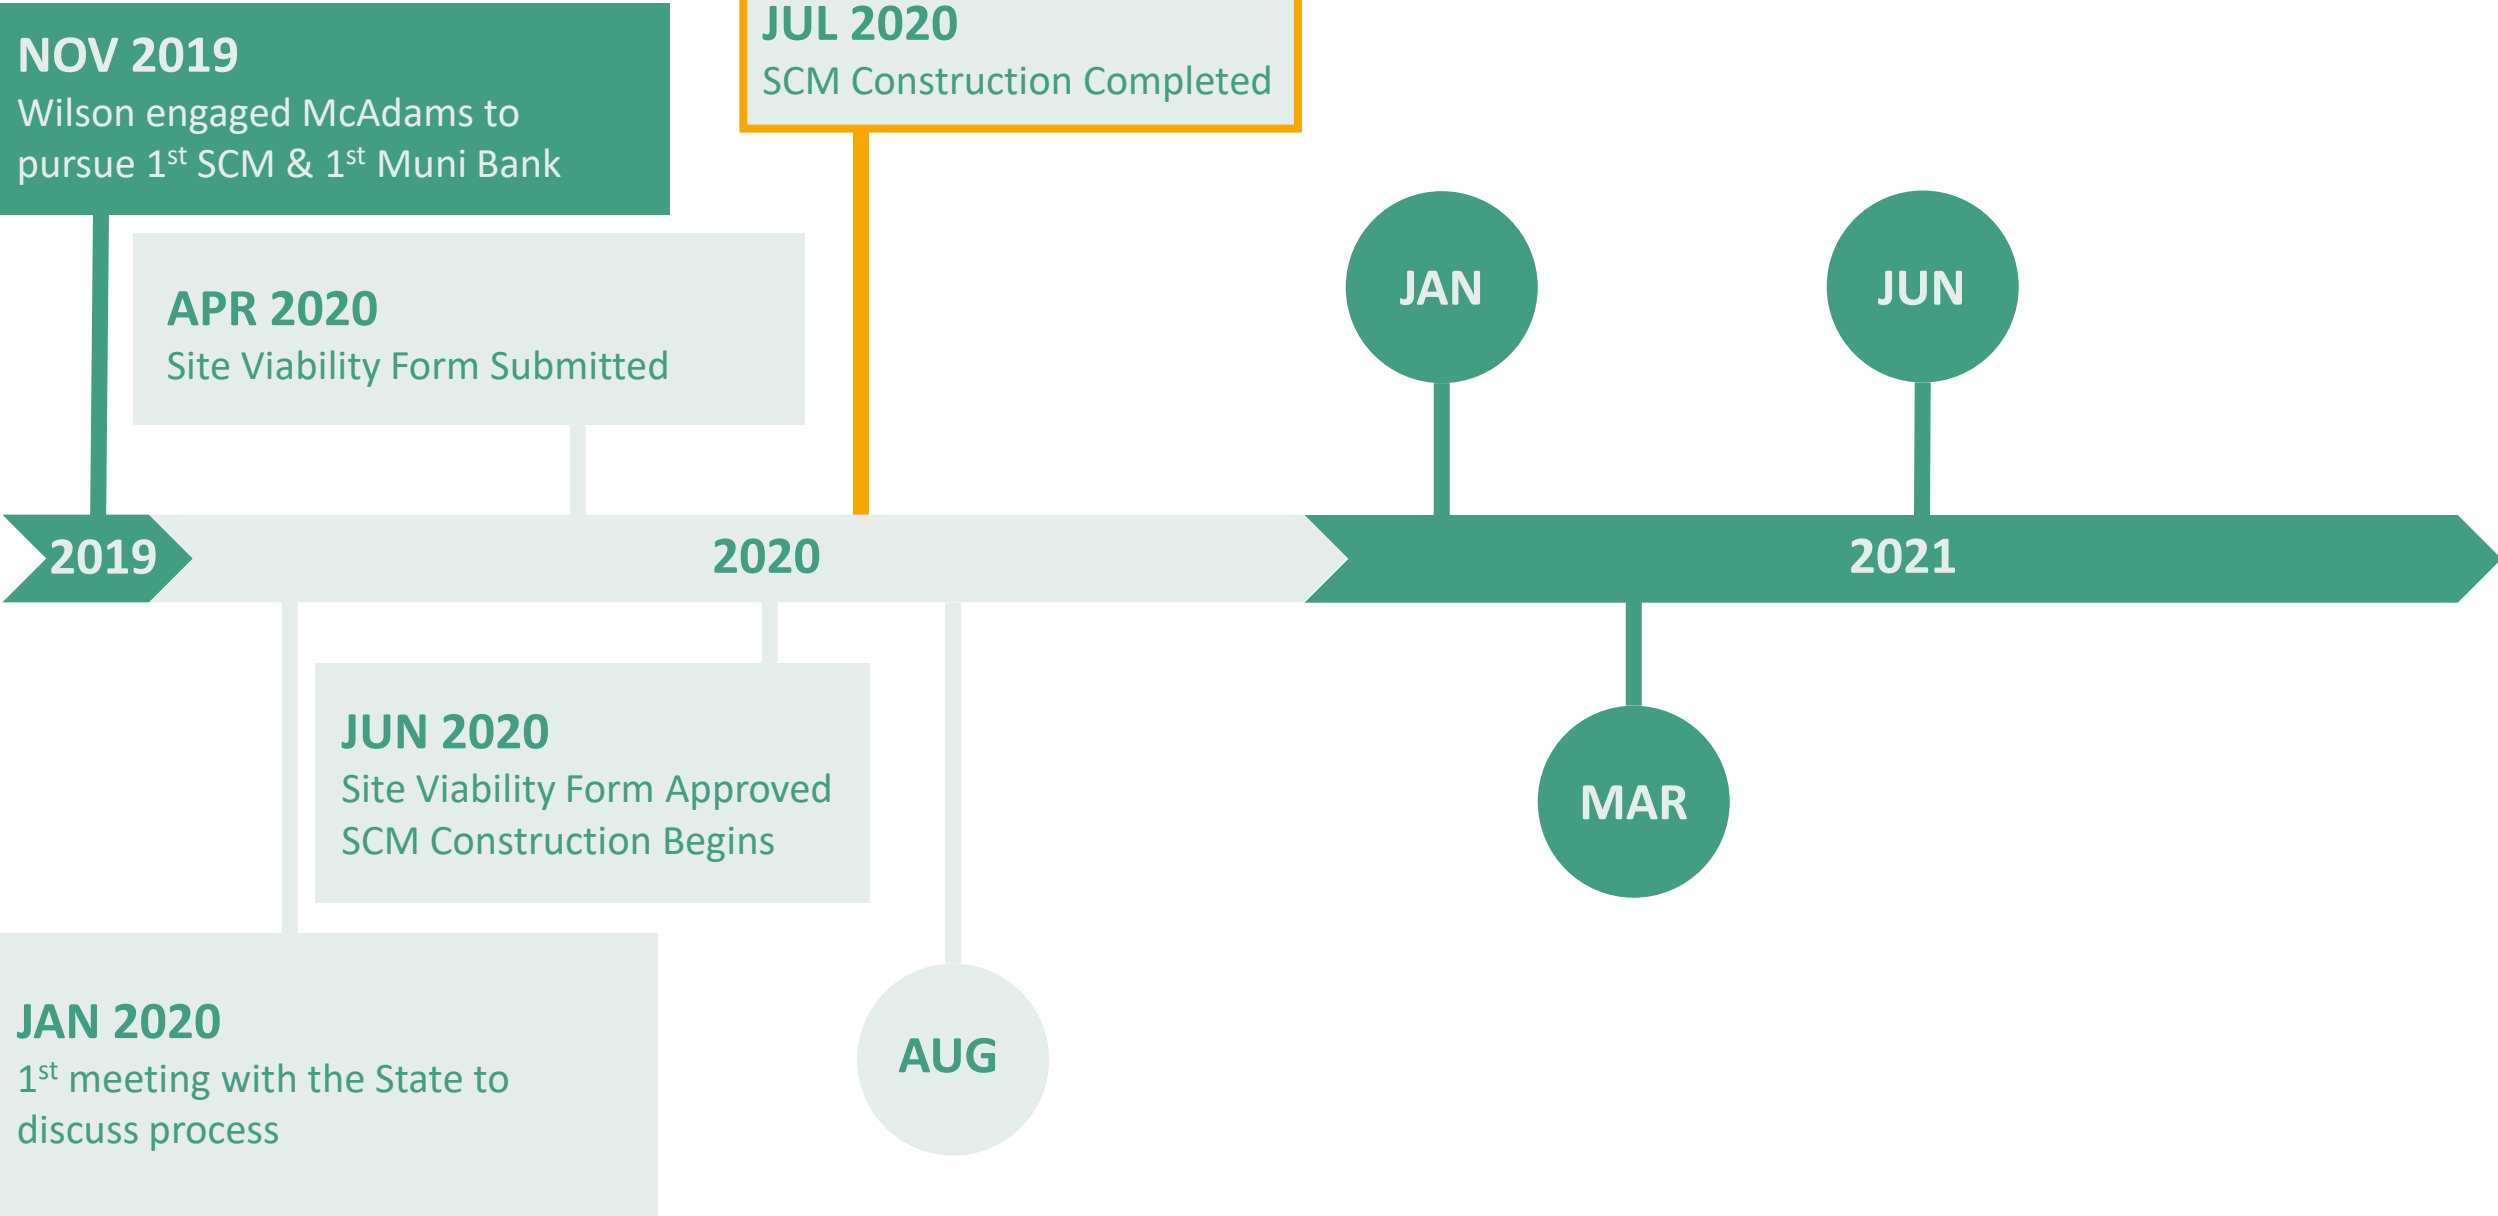 NOV 2019
Wilson engaged McAdams to
pursue 1st SCM & 1st Muni Bank
JUL 2020
SCM Construction Completed
APR 2020
Site Viability Form Submitted
JAN
JUN
2019
2020
2021
JUN 2020
Site Viability Form Approved
SCM Construction Begins
MAR
JAN 2020
1st meeting with the State to
discuss process
AUG